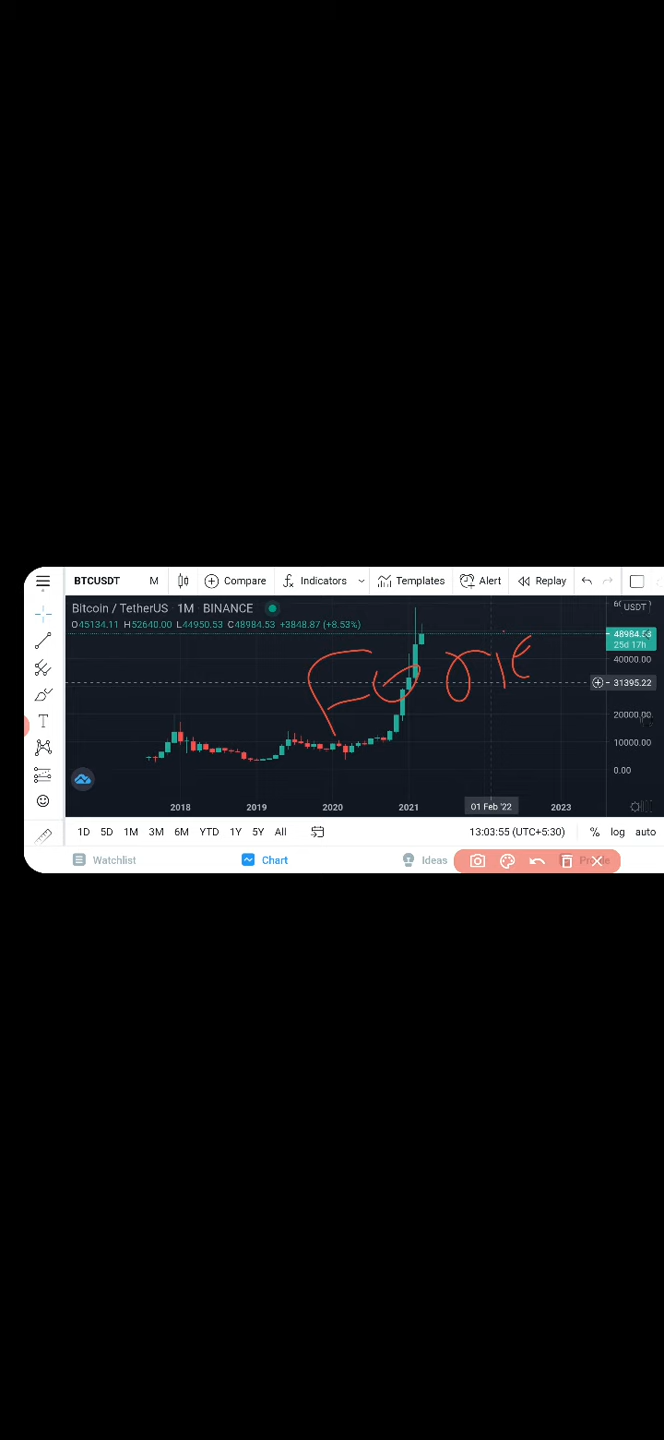 BTCUSDT M Compare Indicators Templates Alert Replay
Bitcoin / TetherUS 1M BINANCE
O45134.11 H52640.00 L44950.53 C48984.53 +3848.87 (+8.53%)
USDT
48984.53
25d 17h
40000.00
31395.22
20000.00
10000.00
0.00
2018 2019 2020 2021 01 Feb '22 2023
1D 5D 1M 3M 6M YTD 1Y 5Y All 13:03:55 (UTC+5:30) % log auto
Watchlist Chart Ideas Profile